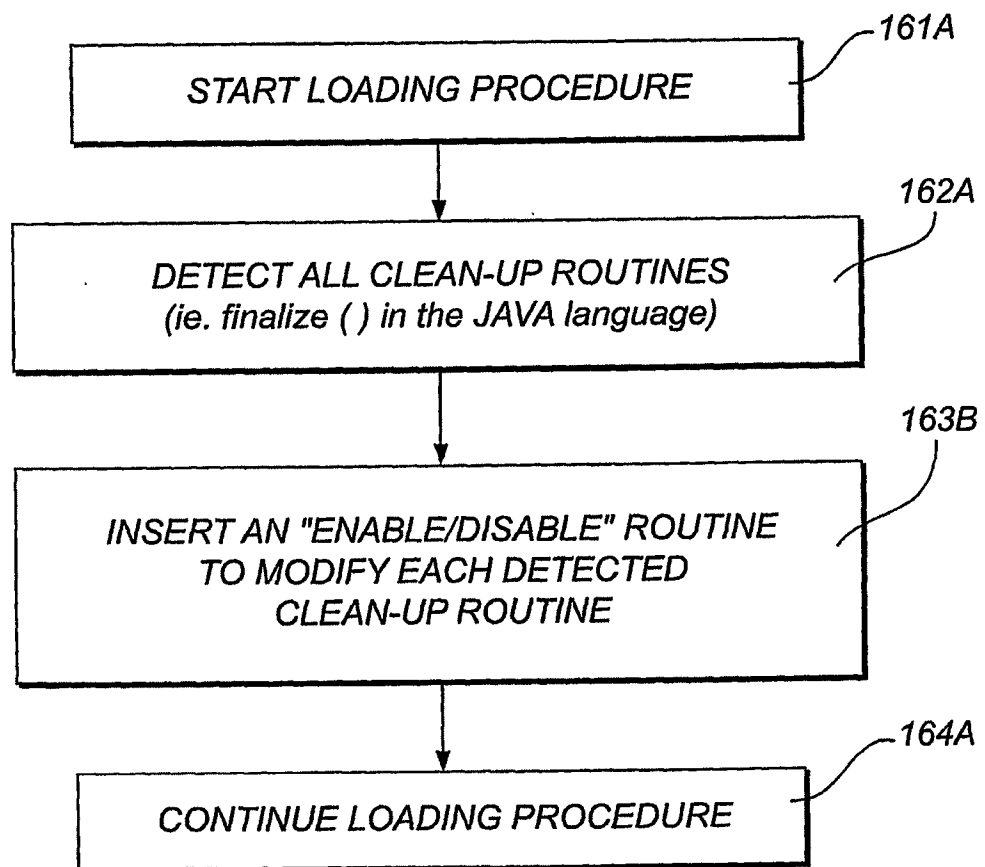 161A
START LOADING PROCEDURE
162A
DETECT ALL CLEAN-UP ROUTINES
(ie. finalize ( ) in the JAVA language)
163B
INSERT AN "ENABLE/DISABLE" ROUTINE
TO MODIFY EACH DETECTED
CLEAN-UP ROUTINE
164A
CONTINUE LOADING PROCEDURE